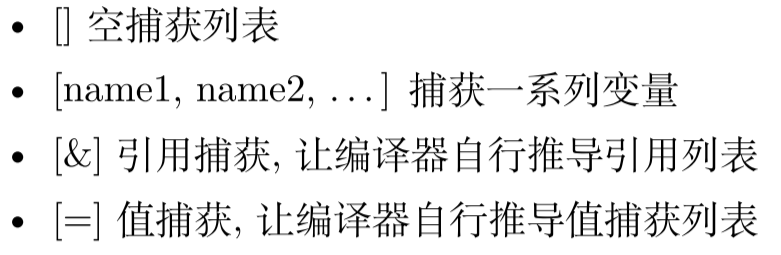 • [] 空捕获列表
• [name1, name2, ...] 捕获一系列变量
• [&] 引用捕获, 让编译器自行推导引用列表
• [=] 值捕获, 让编译器自行推导值捕获列表